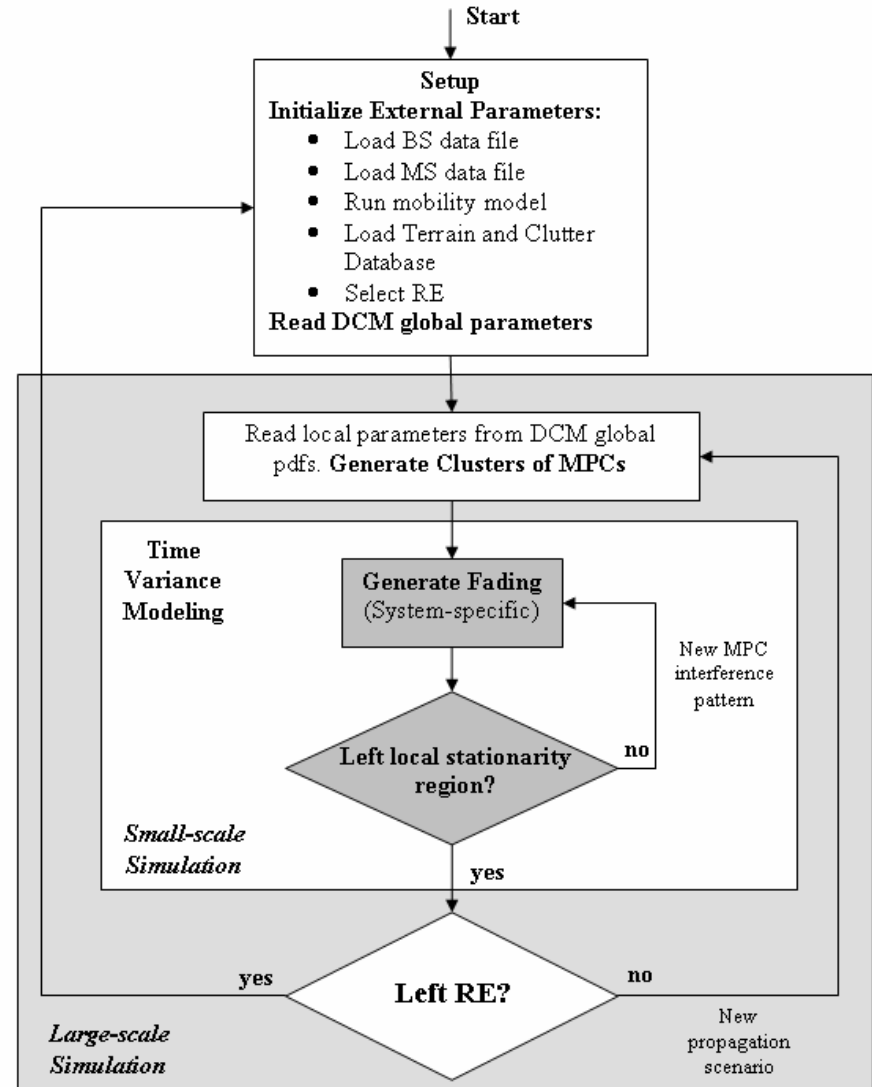 Start
Setup
Initialize External Parameters:
• Load BS data file
• Load MS data file
• Run mobility model
• Load Terrain and Clutter
Database
• Select RE
Read DCM global parameters
Read local parameters from DCM global
pdfs. Generate Clusters of MPCs
Time
Variance
Modeling
Generate Fading
(System-specific)
New MPC
interference
pattern
Left local stationarity
region?
no
Small-scale
Simulation
yes
yes
Left RE?
no
Large-scale
Simulation
New
propagation
scenario